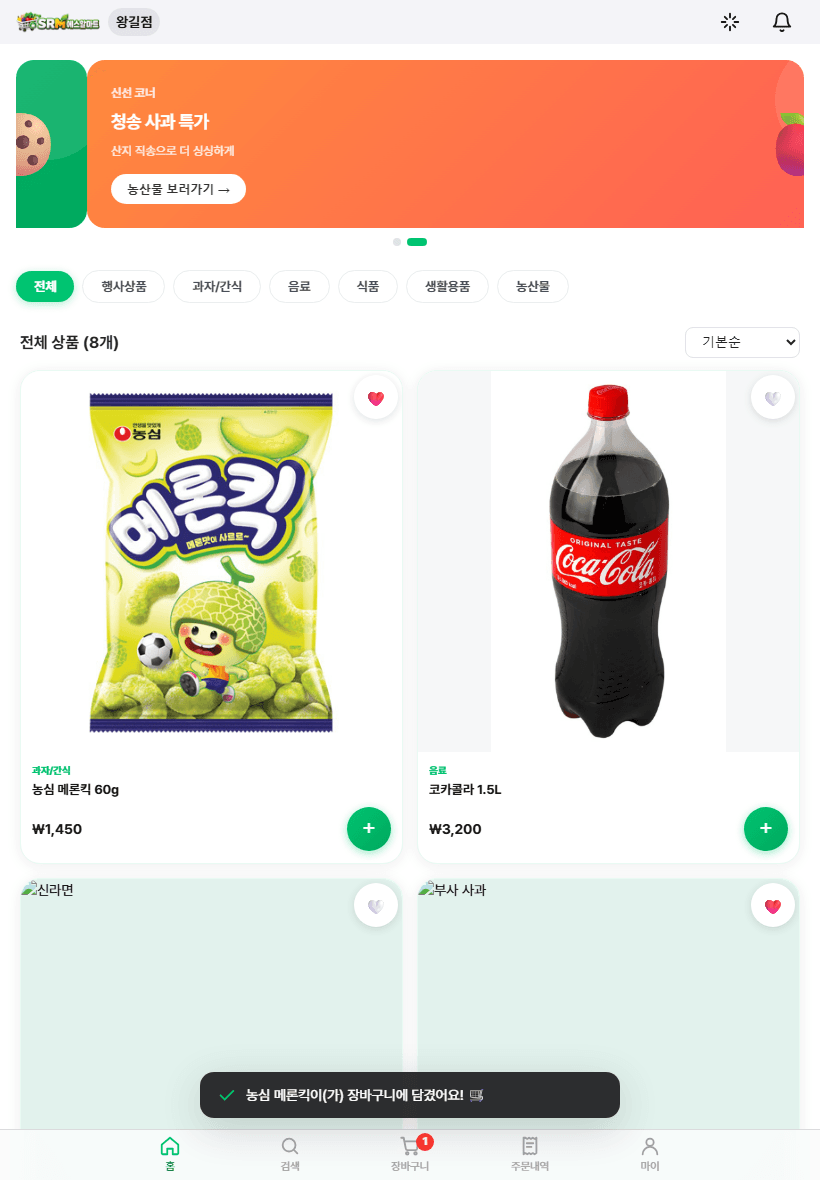 SRM에스알마트
왕길점
신선 코너
청송 사과 특가
산지 직송으로 더 싱싱하게
농산물 보러가기 →
전체
행사상품
과자/간식
음료
식품
생활용품
농산물
전체 상품 (8개)
기본순
농심
메론킥
메론맛이 사르르~
ORIGINAL TASTE
Coca-Cola
과자/간식
농심 메론킥 60g
₩1,450
+
음료
코카콜라 1.5L
₩3,200
+
신라면
부사 사과
농심 메론킥이(가) 장바구니에 담겼어요! 🛒
홈
검색
1
장바구니
주문내역
마이